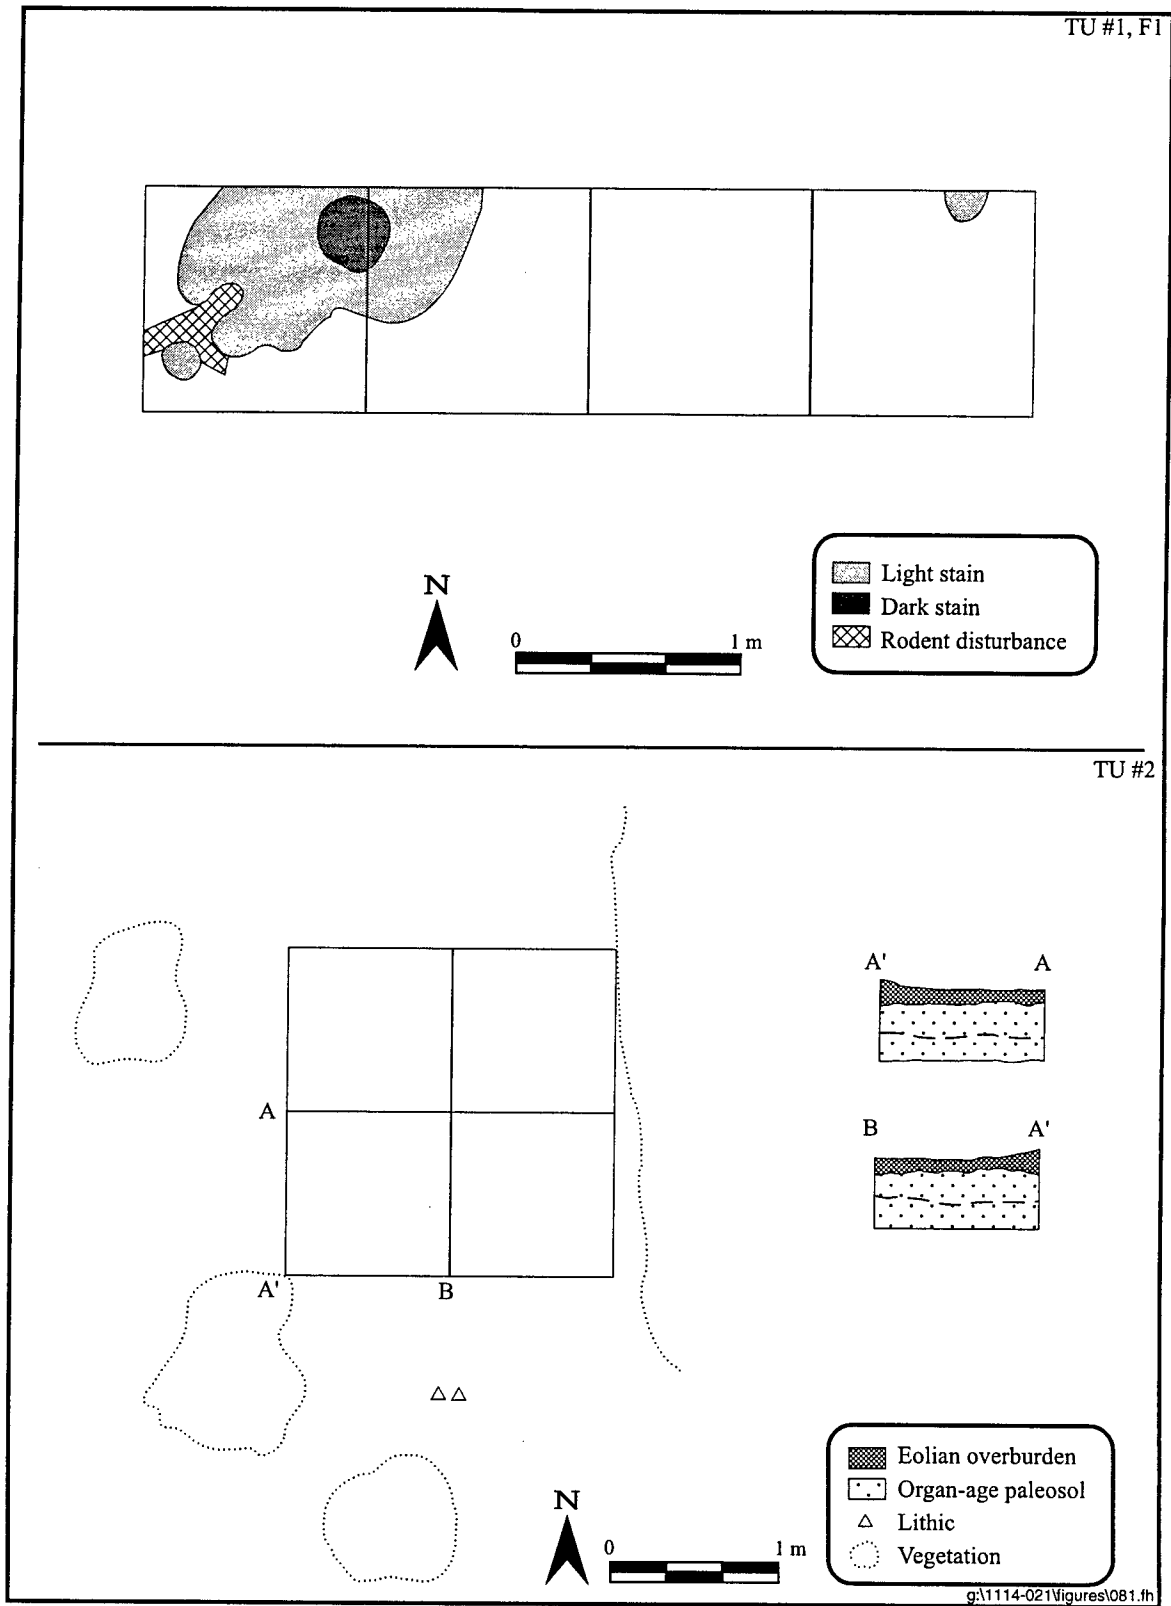 TU #1, F1
Light stain
Dark stain
Rodent disturbance
N
0 1 m
TU #2
A' A
B A'
A
A' B
Eolian overburden
Organ-age paleosol
Lithic
Vegetation
N
0 1 m
g:\1114-021\figures\081.fh